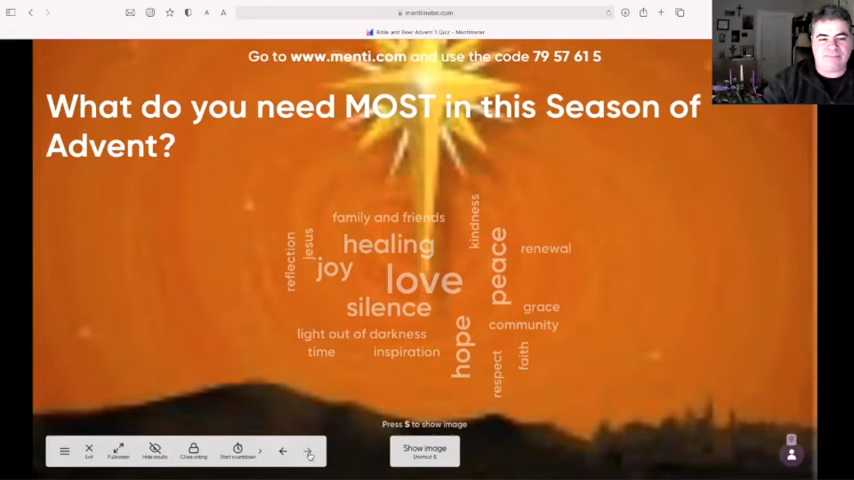 mentimeter.com
Bible and Beer Advent 1 Quiz - Mentimeter
Go to www.menti.com and use the code 79 57 61 5
What do you need MOST in this Season of
Advent?
family and friends
kindness
reflection
jesus
healing
joy
love
peace
renewal
silence
grace
community
light out of darkness
time
inspiration
hope
faith
respect
Press S to show image
Exit
Fullscreen
Hide results
Close voting
Start countdown
Show image
Shortcut S